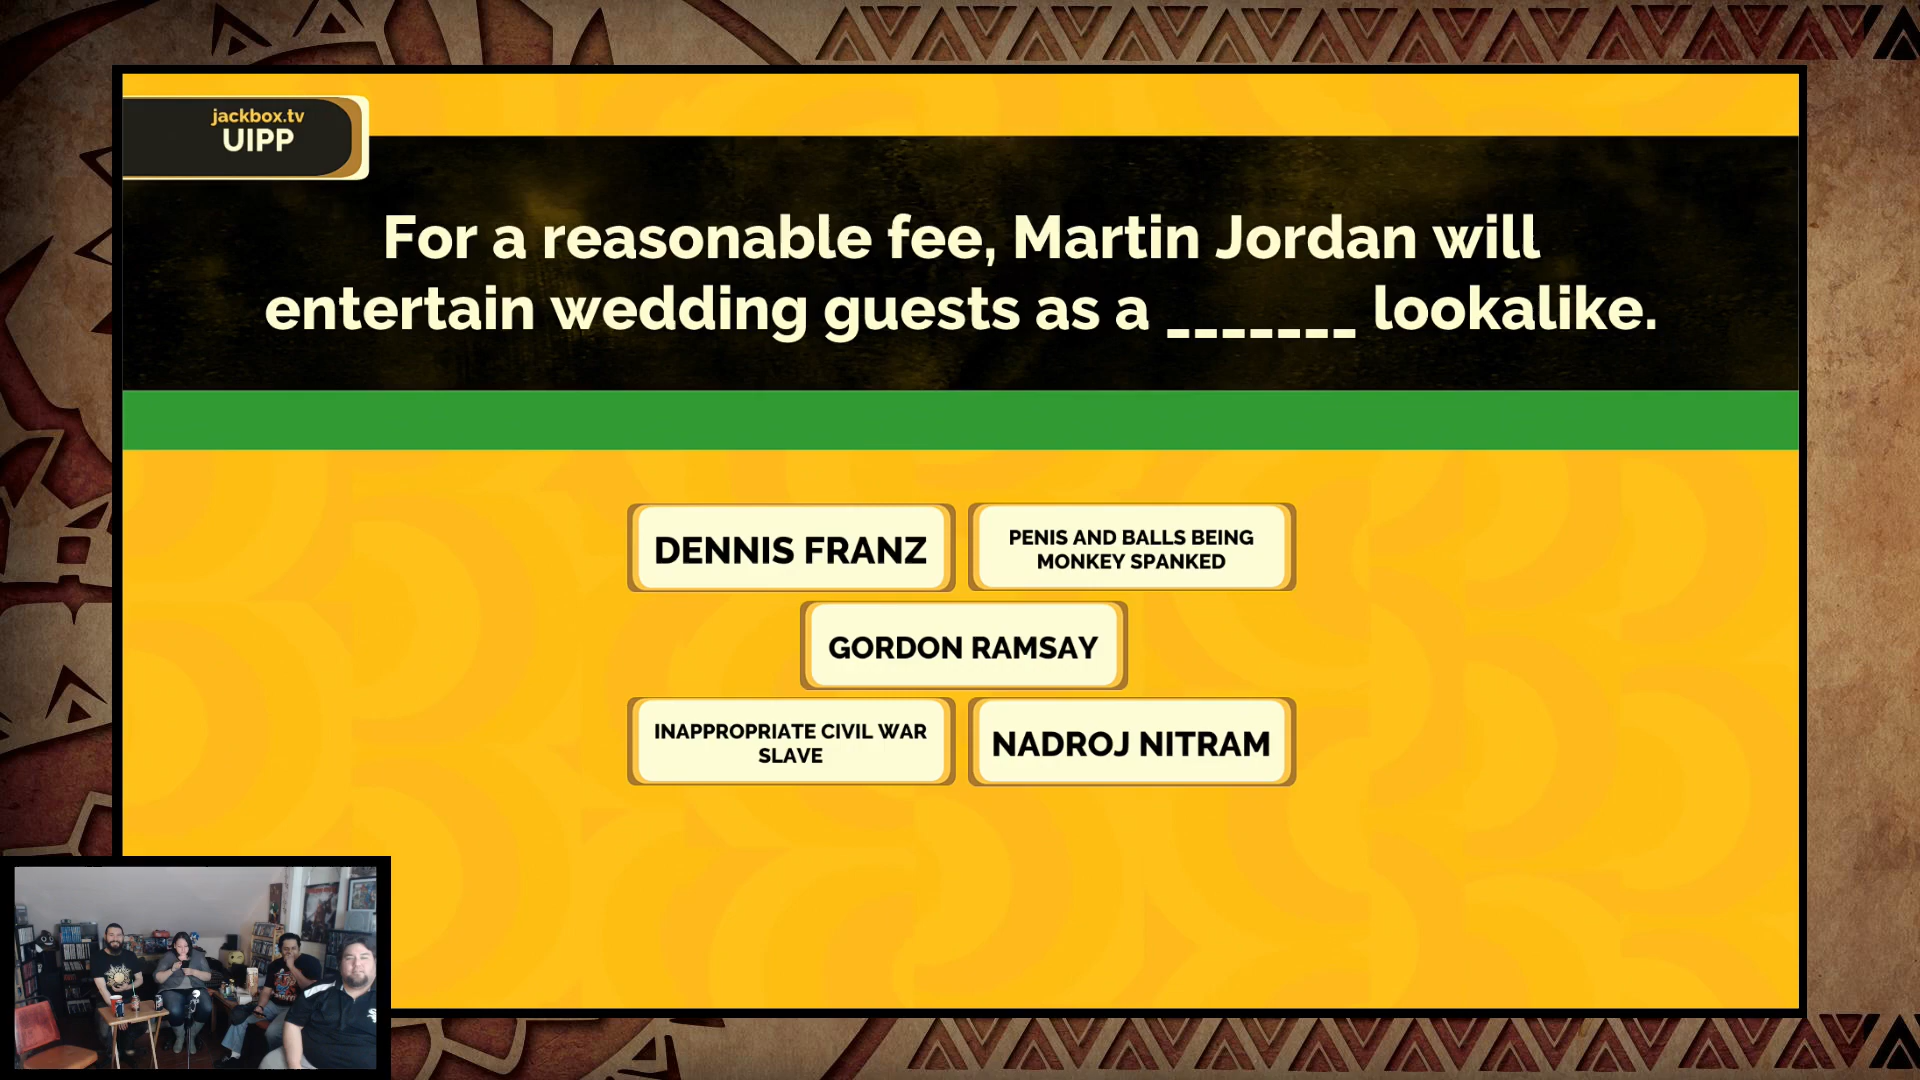 jackbox.tv
UIPP
For a reasonable fee, Martin Jordan will
entertain wedding guests as a _______ lookalike.
DENNIS FRANZ
PENIS AND BALLS BEING
MONKEY SPANKED
GORDON RAMSAY
INAPPROPRIATE CIVIL WAR
SLAVE
NADROJ NITRAM